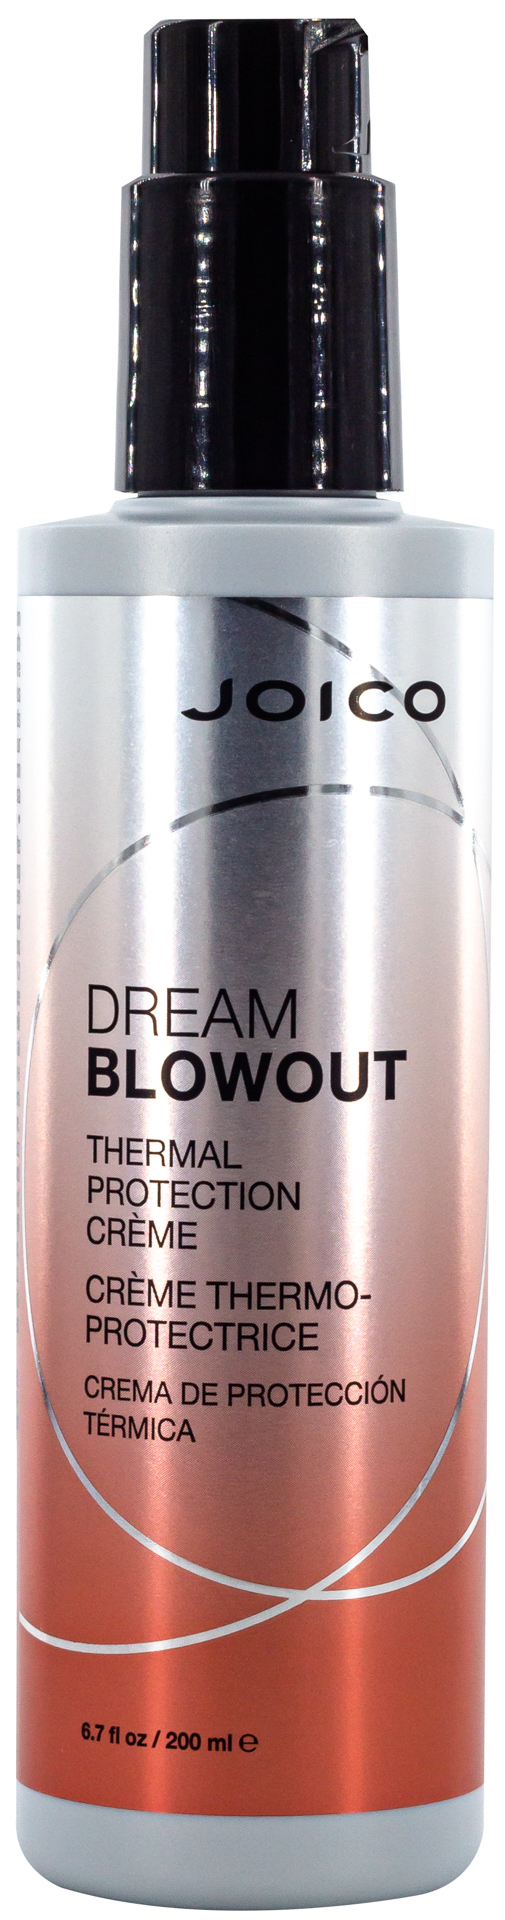 JOICO
DREAM
BLOWOUT
THERMAL
PROTECTION
CRÈME
CRÈME THERMO-
PROTECTRICE
CREMA DE PROTECCIÓN
TÉRMICA
6.7 fl oz / 200 ml ℮